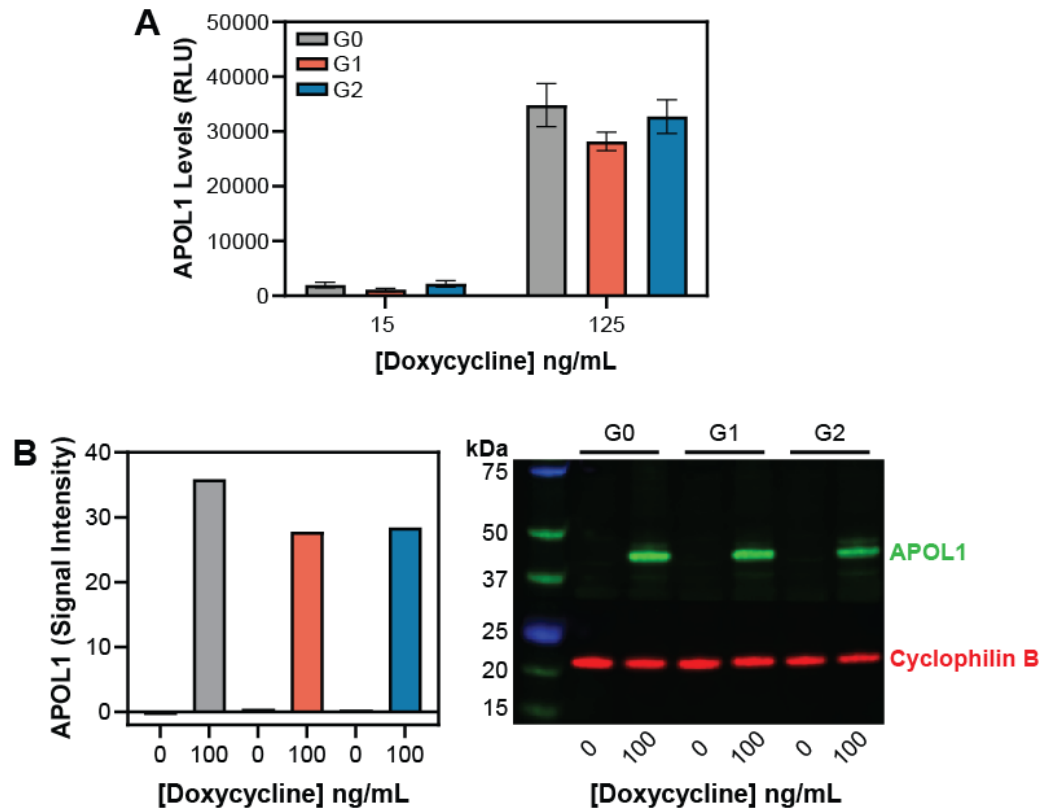 A
APOL1 Levels (RLU)
50000
40000
30000
20000
10000
0
G0
G1
G2
15 125
[Doxycycline] ng/mL
B
APOL1 (Signal Intensity)
40
30
20
10
0
0 100 0 100 0 100
[Doxycycline] ng/mL
kDa
G0 G1 G2
75
50
37
25
20
15
APOL1
Cyclophilin B
0 100 0 100 0 100
[Doxycycline] ng/mL